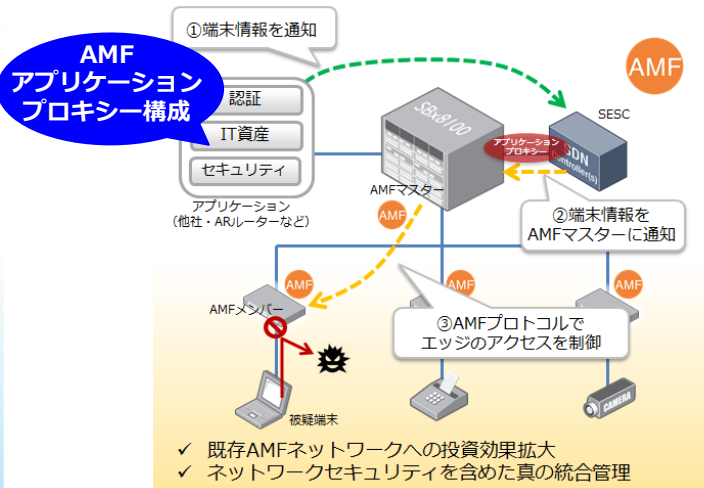 ①端末情報を通知
AMF
アプリケーション
プロキシー構成
AMF
認証
IT資産
セキュリティ
アプリケーション
(他社・ARルーターなど)
SBx8100
AMFマスター
AMF
SESC
アプリケーション
プロキシー
SDN
Controller(s)
②端末情報を
AMFマスターに通知
AMF
AMF
AMF
AMFメンバー
③AMFプロトコルで
エッジのアクセスを制御
被疑端末
CAMERA
✓ 既存AMFネットワークへの投資効果拡大
✓ ネットワークセキュリティを含めた真の統合管理